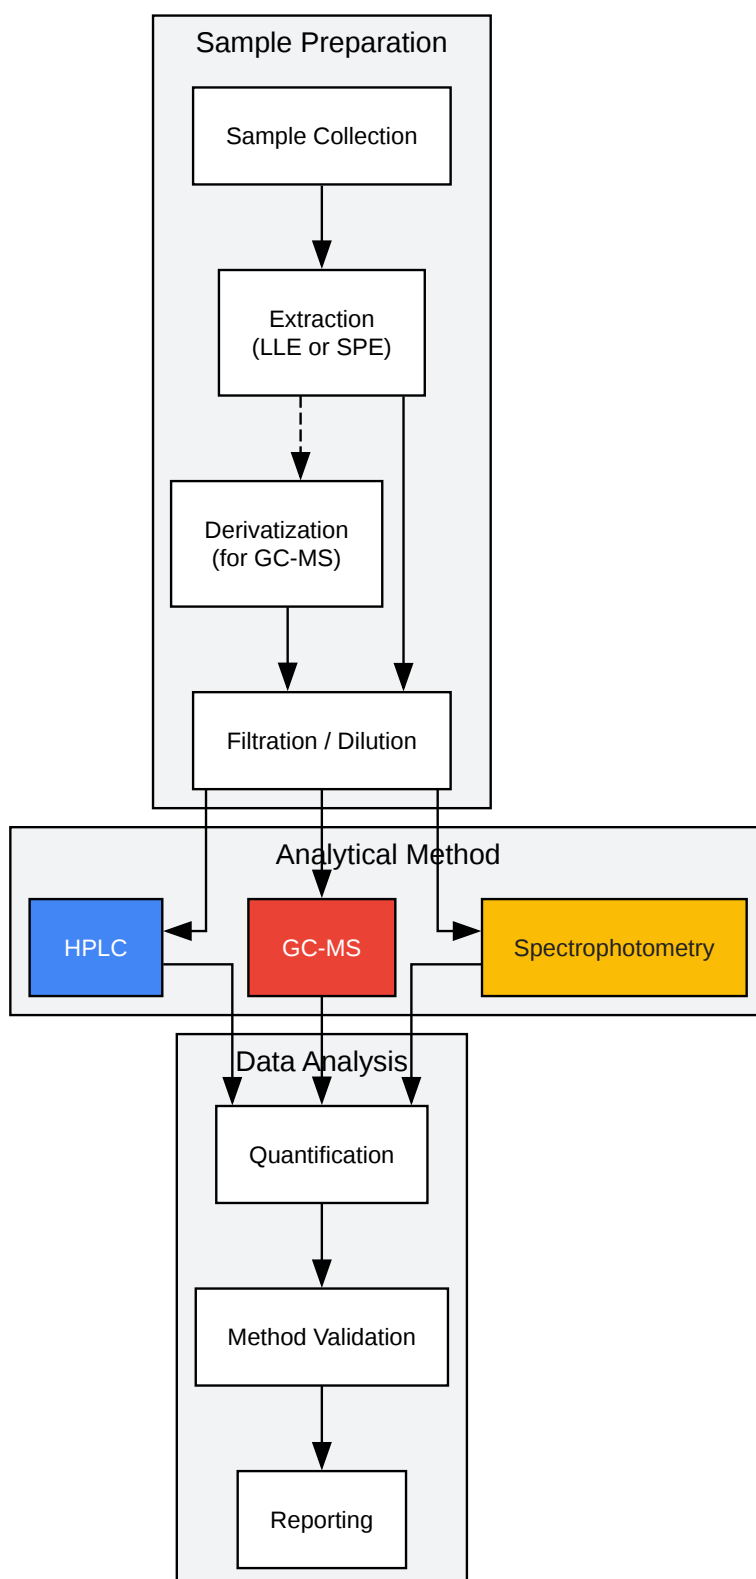 Sample Preparation
Sample Collection
Extraction
(LLE or SPE)
Derivatization
(for GC-MS)
Filtration / Dilution
Analytical Method
HPLC
GC-MS
Spectrophotometry
Data Analysis
Quantification
Method Validation
Reporting